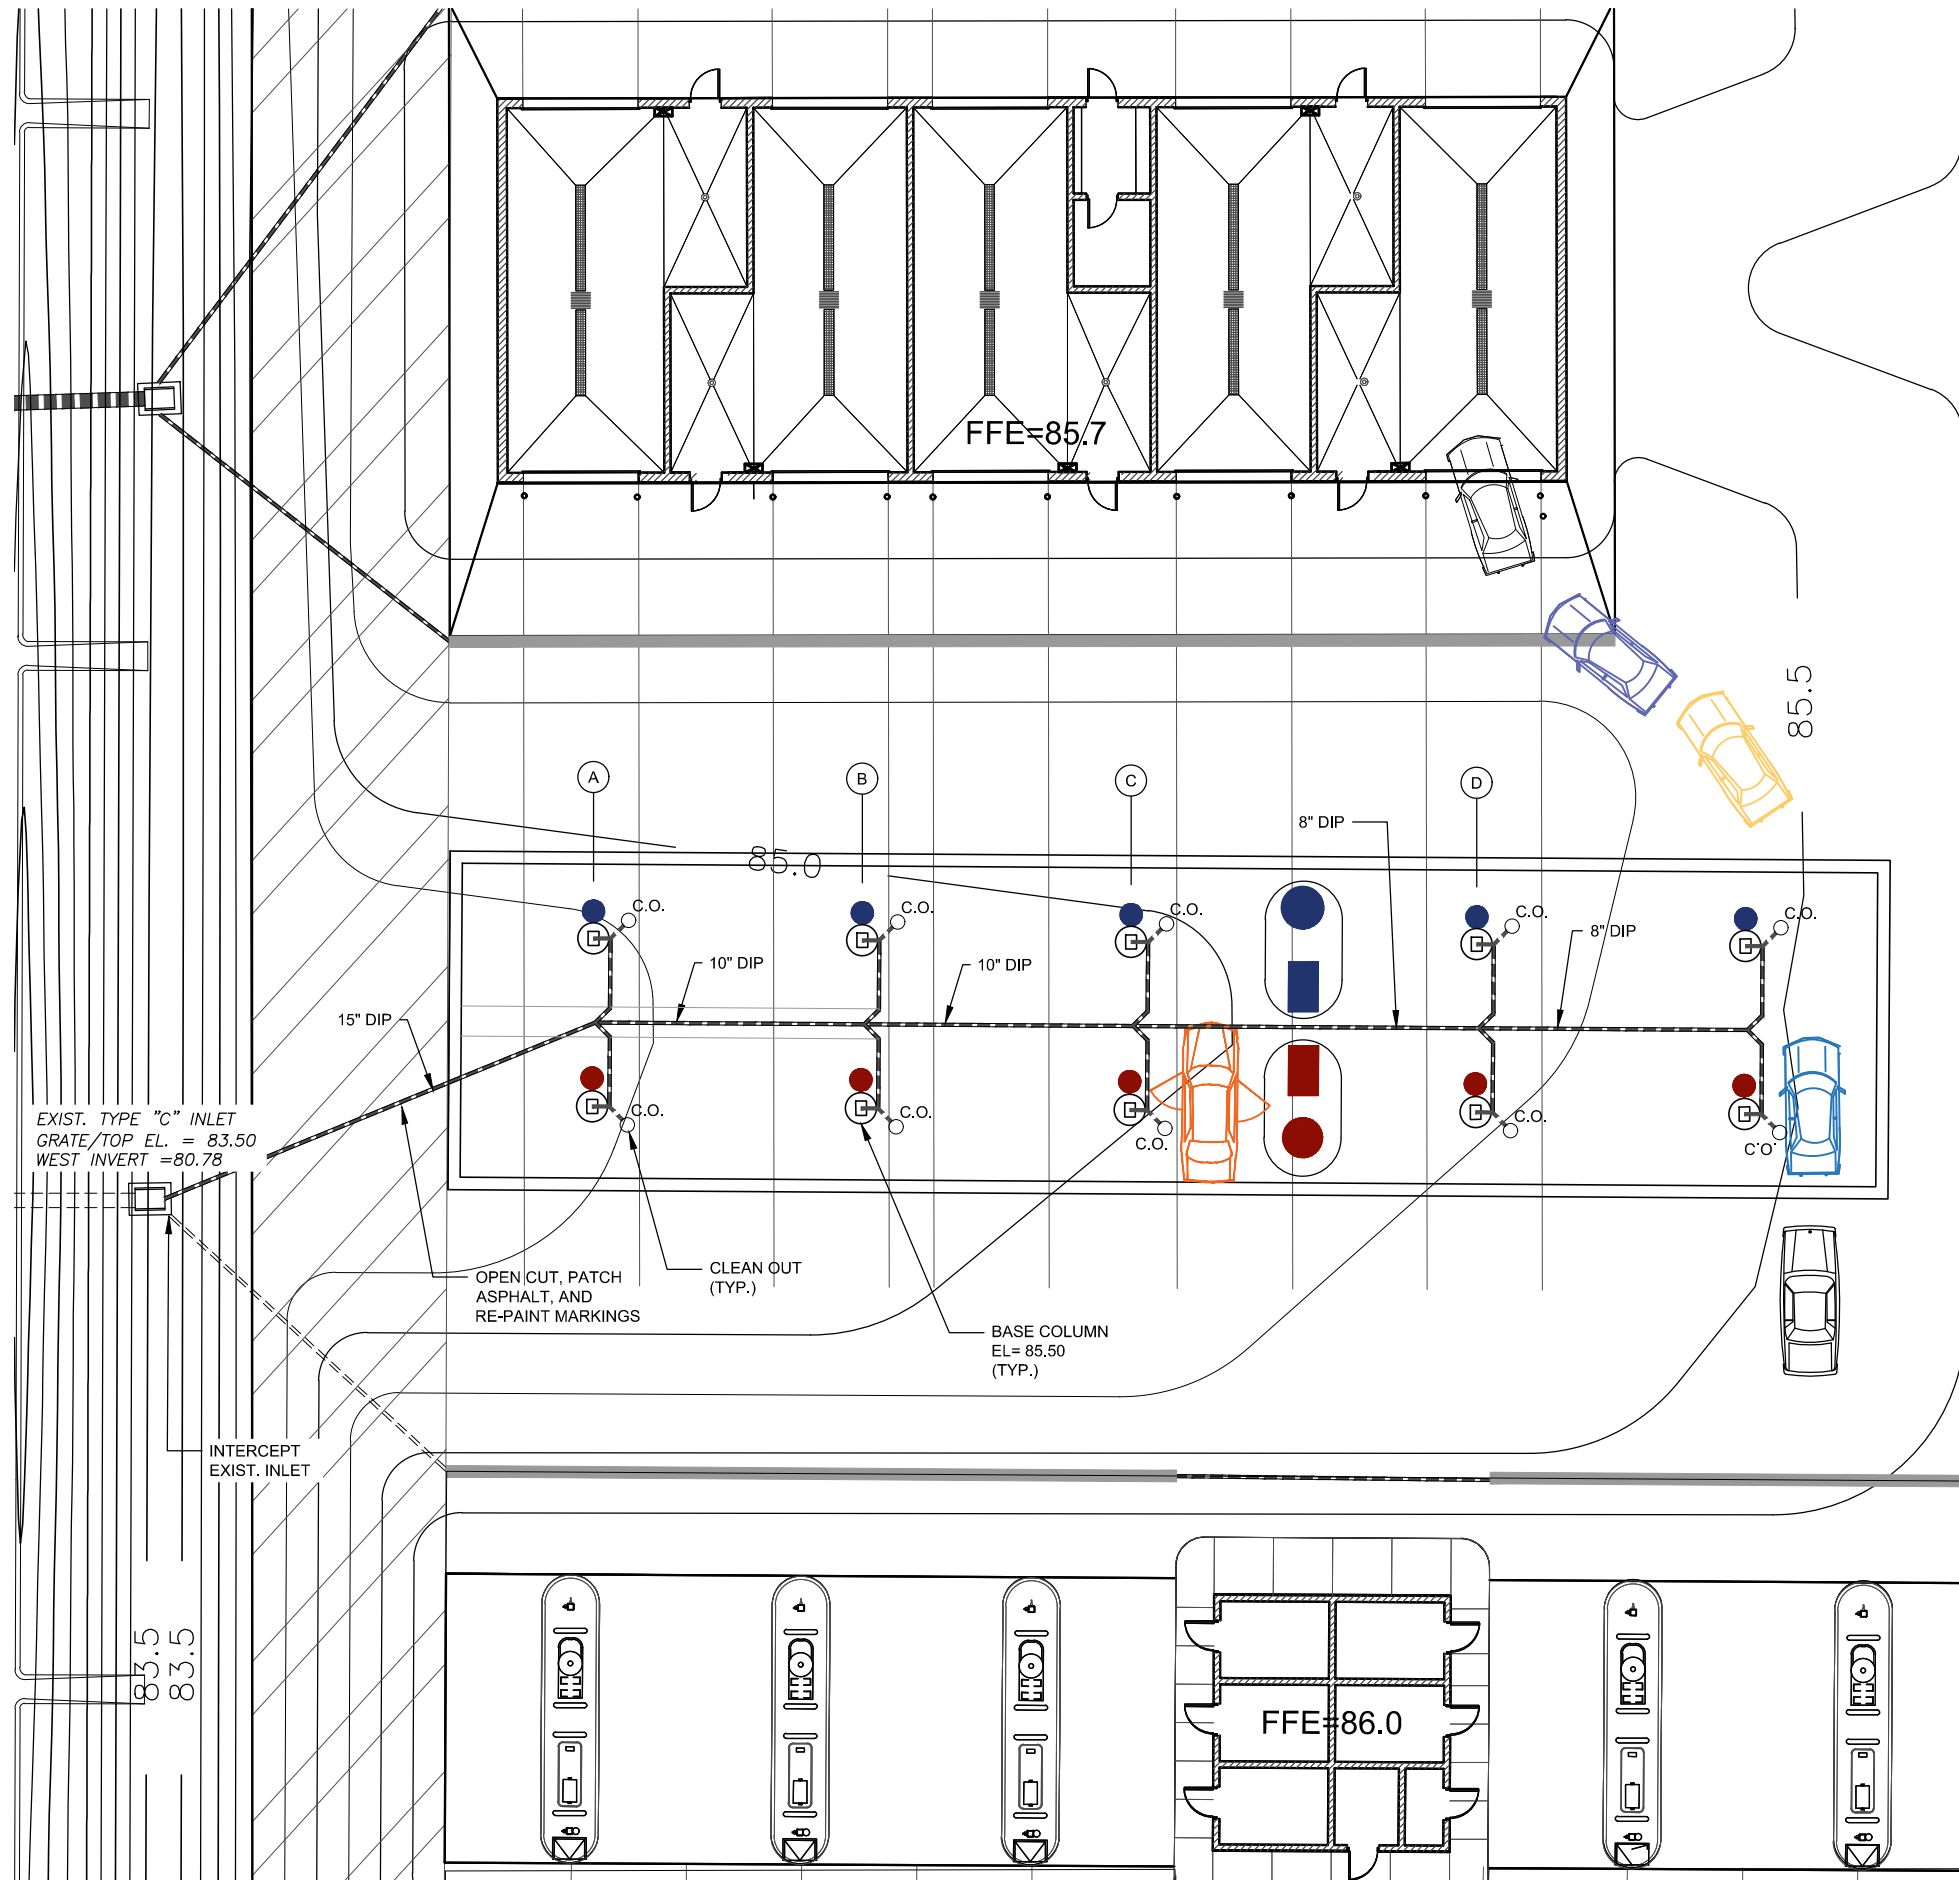 FFE=85.7
85.5
A
B
C
D
8" DIP
85.0
C.O.
C.O.
C.O.
C.O.
C.O.
8" DIP
10" DIP
10" DIP
15" DIP
EXIST. TYPE "C" INLET
GRATE/TOP EL. = 83.50
WEST INVERT =80.78
C.O.
C.O.
C.O.
C.O.
C'O'
OPEN CUT, PATCH
ASPHALT, AND
RE-PAINT MARKINGS
CLEAN OUT
(TYP.)
BASE COLUMN
EL= 85.50
(TYP.)
INTERCEPT
EXIST. INLET
83.5
83.5
FFE=86.0